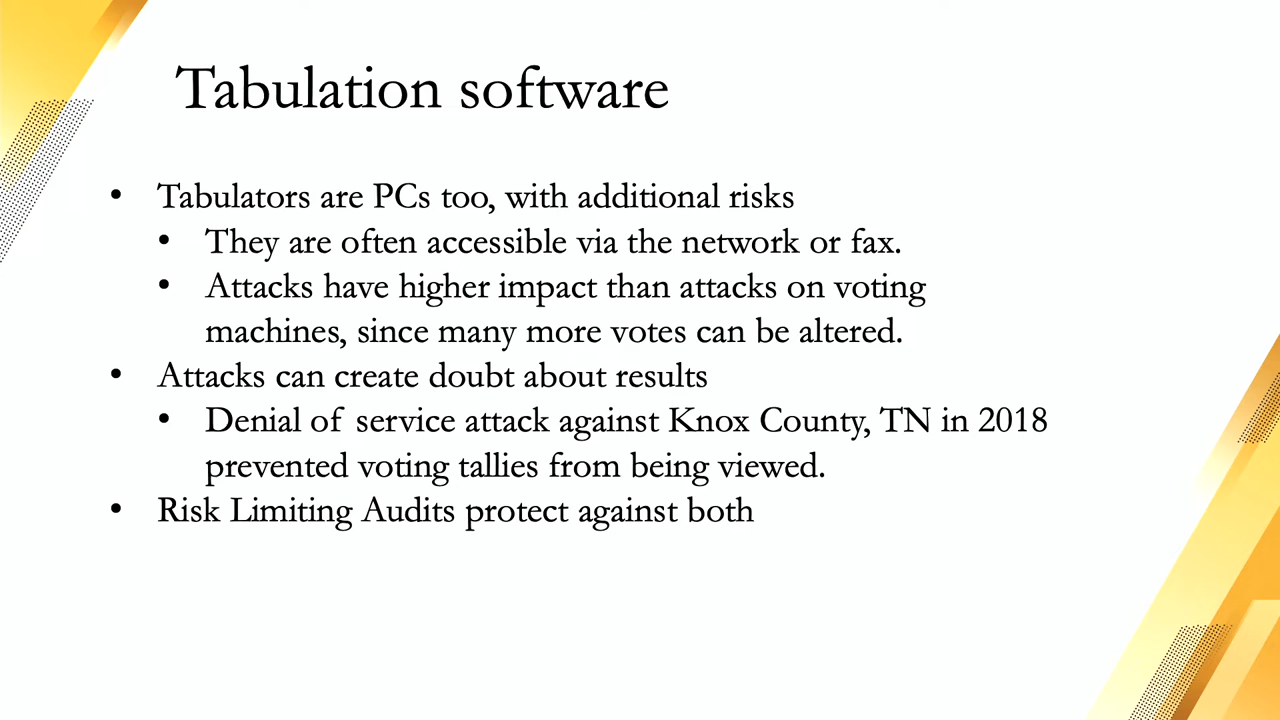 Tabulation software
• Tabulators are PCs too, with additional risks
• They are often accessible via the network or fax.
• Attacks have higher impact than attacks on voting
machines, since many more votes can be altered.
• Attacks can create doubt about results
• Denial of service attack against Knox County, TN in 2018
prevented voting tallies from being viewed.
• Risk Limiting Audits protect against both